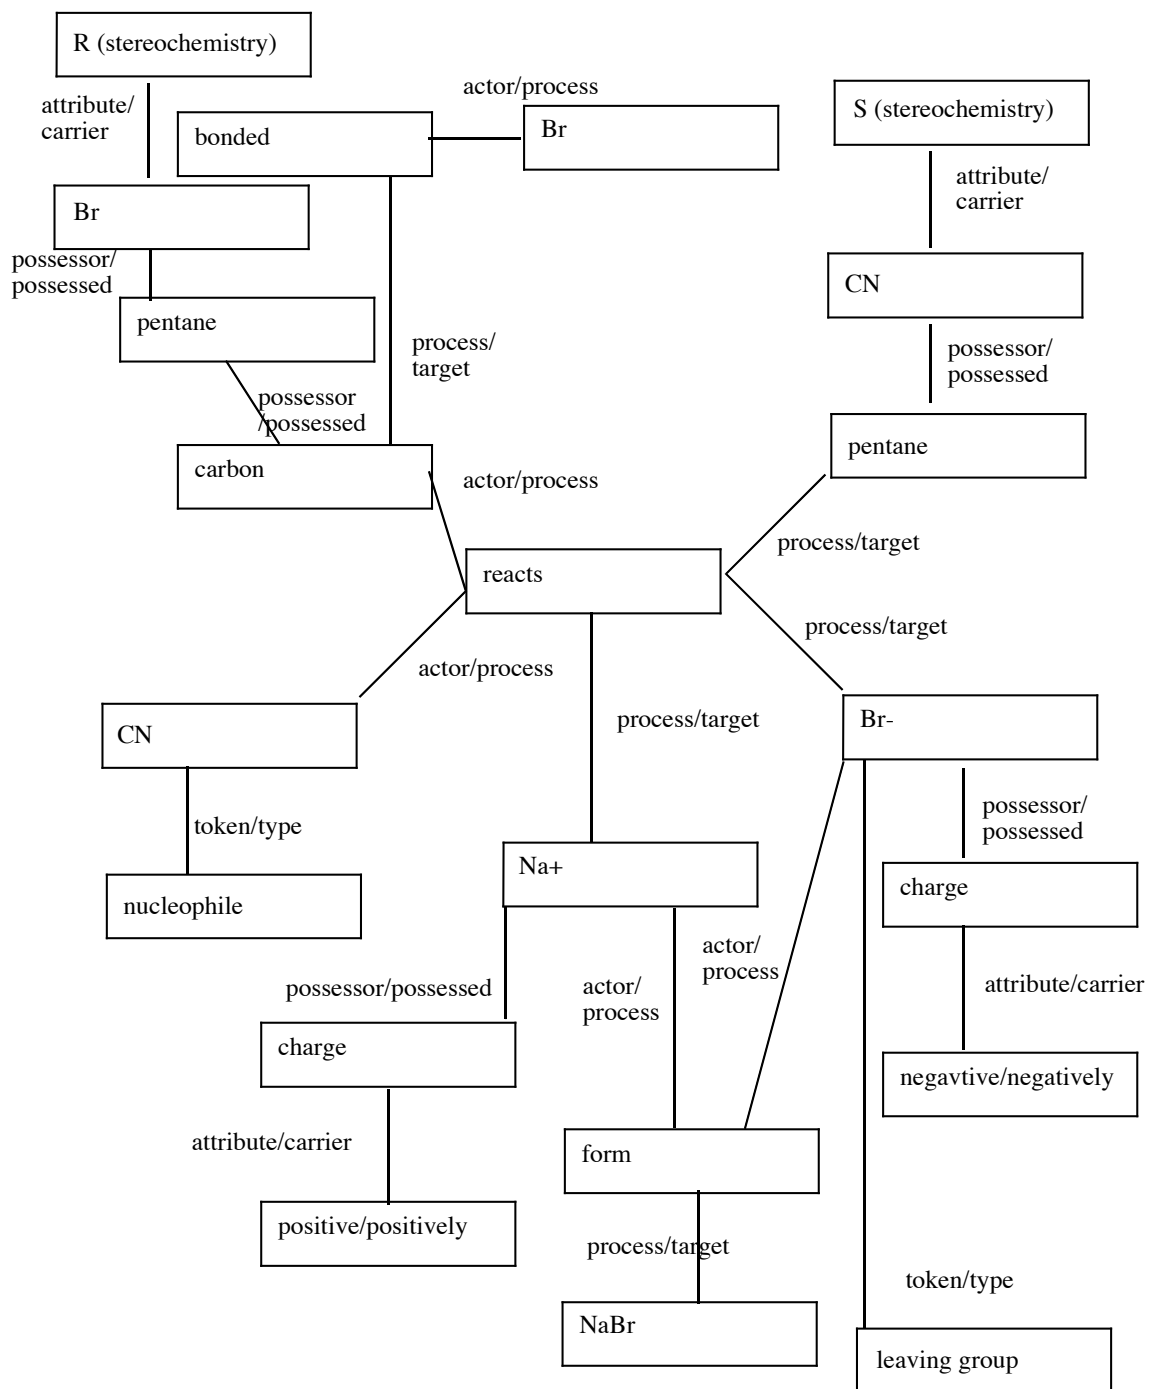 R (stereochemistry)
actor/process
attribute/
carrier
bonded
Br
S (stereochemistry)
attribute/
carrier
Br
possessor/
possessed
CN
pentane
process/
target
possessor/
possessed
possessor
/possessed
carbon
actor/process
pentane
process/target
reacts
process/target
actor/process
process/target
Br-
CN
token/type
possessor/
possessed
Na+
charge
nucleophile
actor/
process
possessor/possessed
actor/
process
attribute/carrier
charge
negavtive/negatively
attribute/carrier
form
positive/positively
process/target
token/type
NaBr
leaving group